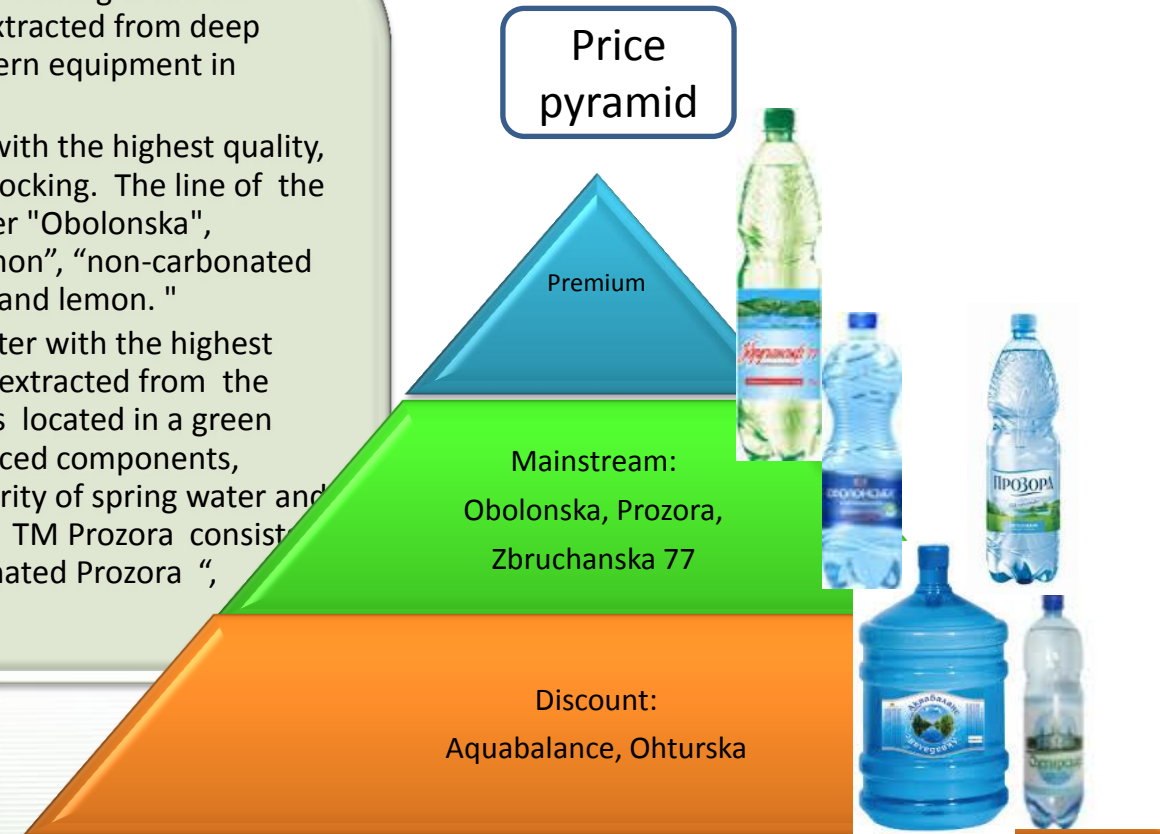 xtracted from deep
ern equipment in
with the highest quality,
ocking. The line of the
er "Obolonska",
non”, “non-carbonated
and lemon. "
ter with the highest
extracted from the
s located in a green
ced components,
rity of spring water and
TM Prozora consist
nated Prozora “,
Price
pyramid
Premium
Mainstream:
Obolonska, Prozora,
Zbruchanska 77
Discount:
Aquabalance, Ohturska
ПРОЗОРА
Аквабаланс